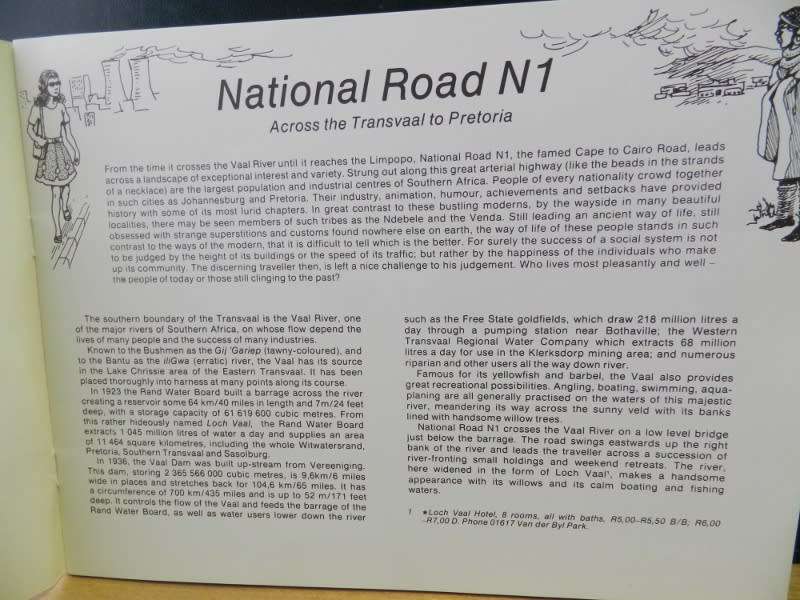 National Road N1
Across the Transvaal to Pretoria
From the time it crosses the Vaal River until it reaches the Limpopo, National Road N1, the famed Cape to Cairo Road, leads
across a landscape of exceptional interest and variety. Strung out along this great arterial highway (like the beads in the strands
of a necklace) are the largest population and industrial centres of Southern Africa. People of every nationality crowd together
in such cities as Johannesburg and Pretoria. Their industry, animation, humour, achievements and setbacks have provided
history with some of its most lurid chapters. In great contrast to these bustling moderns, by the wayside in many beautiful
localities, there may be seen members of such tribes as the Ndebele and the Venda. Still leading an ancient way of life, still
obsessed with strange superstitions and customs found nowhere else on earth, the way of life of these people stands in such
contrast to the ways of the modern, that it is difficult to tell which is the better. For surely the success of a social system is not
to be judged by the height of its buildings or the speed of its traffic; but rather by the happiness of the individuals who make
up its community. The discerning traveller then, is left a nice challenge to his judgement. Who lives most pleasantly and well –
the people of today or those still clinging to the past?
The southern boundary of the Transvaal is the Vaal River, one
of the major rivers of Southern Africa, on whose flow depend the
lives of many people and the success of many industries.
Known to the Bushmen as the Gij Gariep (tawny-coloured), and
to the Bantu as the iliGwa (erratic) river, the Vaal has its source
in the Lake Chrissie area of the Eastern Transvaal. It has been
placed thoroughly into harness at many points along its course.
In 1923 the Rand Water Board built a barrage across the river
creating a reservoir some 64 km/40 miles in length and 7m/24 feet
deep, with a storage capacity of 61 619 600 cubic metres. From
this rather hideously named Loch Vaal, the Rand Water Board
extracts 1 045 million litres of water a day and supplies an area
of 11 464 square kilometres, including the whole Witwatersrand,
Pretoria, Southern Transvaal and Sasolburg.
In 1936, the Vaal Dam was built up-stream from Vereeniging.
This dam, storing 2 365 566 000 cubic metres, is 9,6km/6 miles
wide in places and stretches back for 104,6 km/65 miles. It has
a circumference of 700 km/435 miles and is up to 52 m/171 feet
deep. It controls the flow of the Vaal and feeds the barrage of the
Rand Water Board, as well as water users lower down the river
such as the Free State goldfields, which draw 218 million litres a
day through a pumping station near Bothaville; the Western
Transvaal Regional Water Company which extracts 68 million
litres a day for use in the Klerksdorp mining area; and numerous
riparian and other users all the way down river.
Famous for its yellowfish and barbel, the Vaal also provides
great recreational possibilities. Angling, boating, swimming, aqua-
planing are all generally practised on the waters of this majestic
river, meandering its way across the sunny veld with its banks
lined with handsome willow trees.
National Road N1 crosses the Vaal River on a low level bridge
just below the barrage. The road swings eastwards up the right
bank of the river and leads the traveller across a succession of
river-fronting small holdings and weekend retreats. The river,
here widened in the form of Loch Vaal¹, makes a handsome
appearance with its willows and its calm boating and fishing
waters.
1 ★Loch Vaal Hotel, 8 rooms, all with baths, R5,00–R5,50 B/B; R6,00
–R7,00 D. Phone 01617 Van der Byl Park.